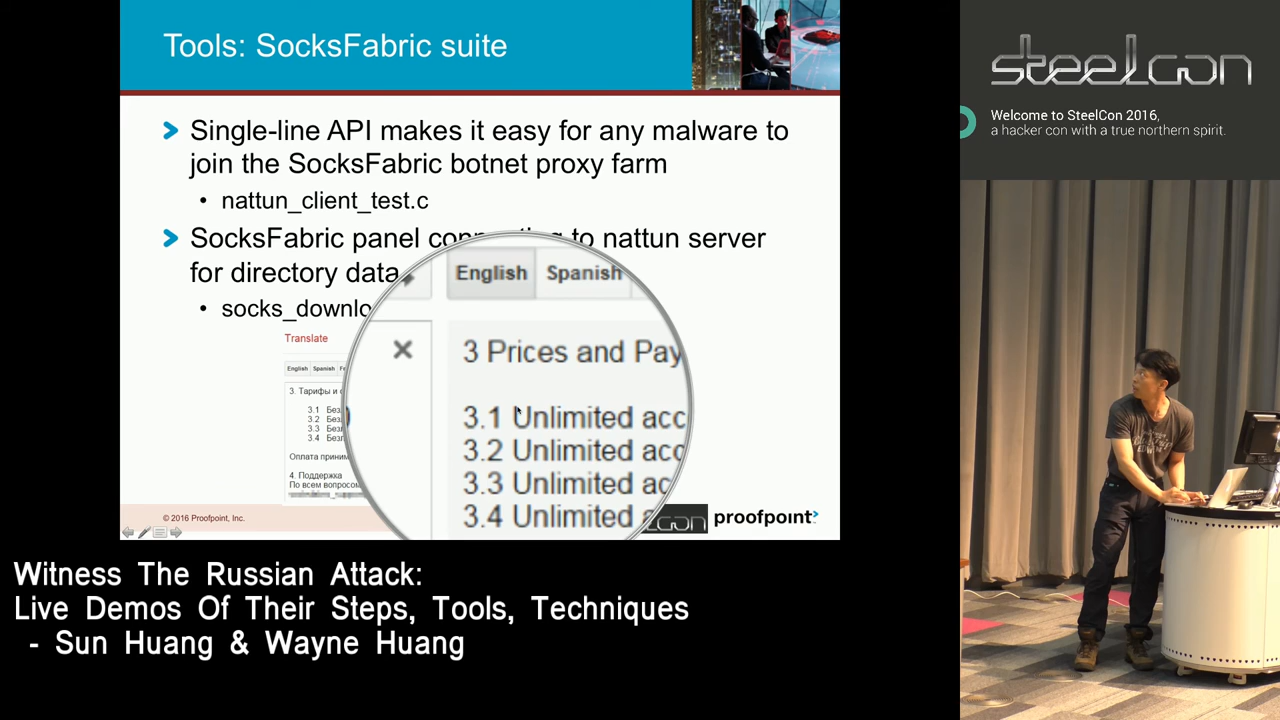 Tools: SocksFabric suite
Single-line API makes it easy for any malware to
join the SocksFabric botnet proxy farm
• nattun_client_test.c
SocksFabric panel to nattun server
for directory data
• socks_downlo
Translate
English Spanish
English Spanish
3. Тарифы и
3.1
3.2
3.3
3.4
Оплата приним
4. Поддержка
По всем вопросом
3 Prices and Pay
3.1 Unlimited acc
3.2 Unlimited acc
3.3 Unlimited ac
3.4 Unlimited
© 2016 Proofpoint, Inc.
proofpoint
steelcon
Welcome to SteelCon 2016,
a hacker con with a true northern spirit.
Witness The Russian Attack:
Live Demos Of Their Steps, Tools, Techniques
- Sun Huang & Wayne Huang